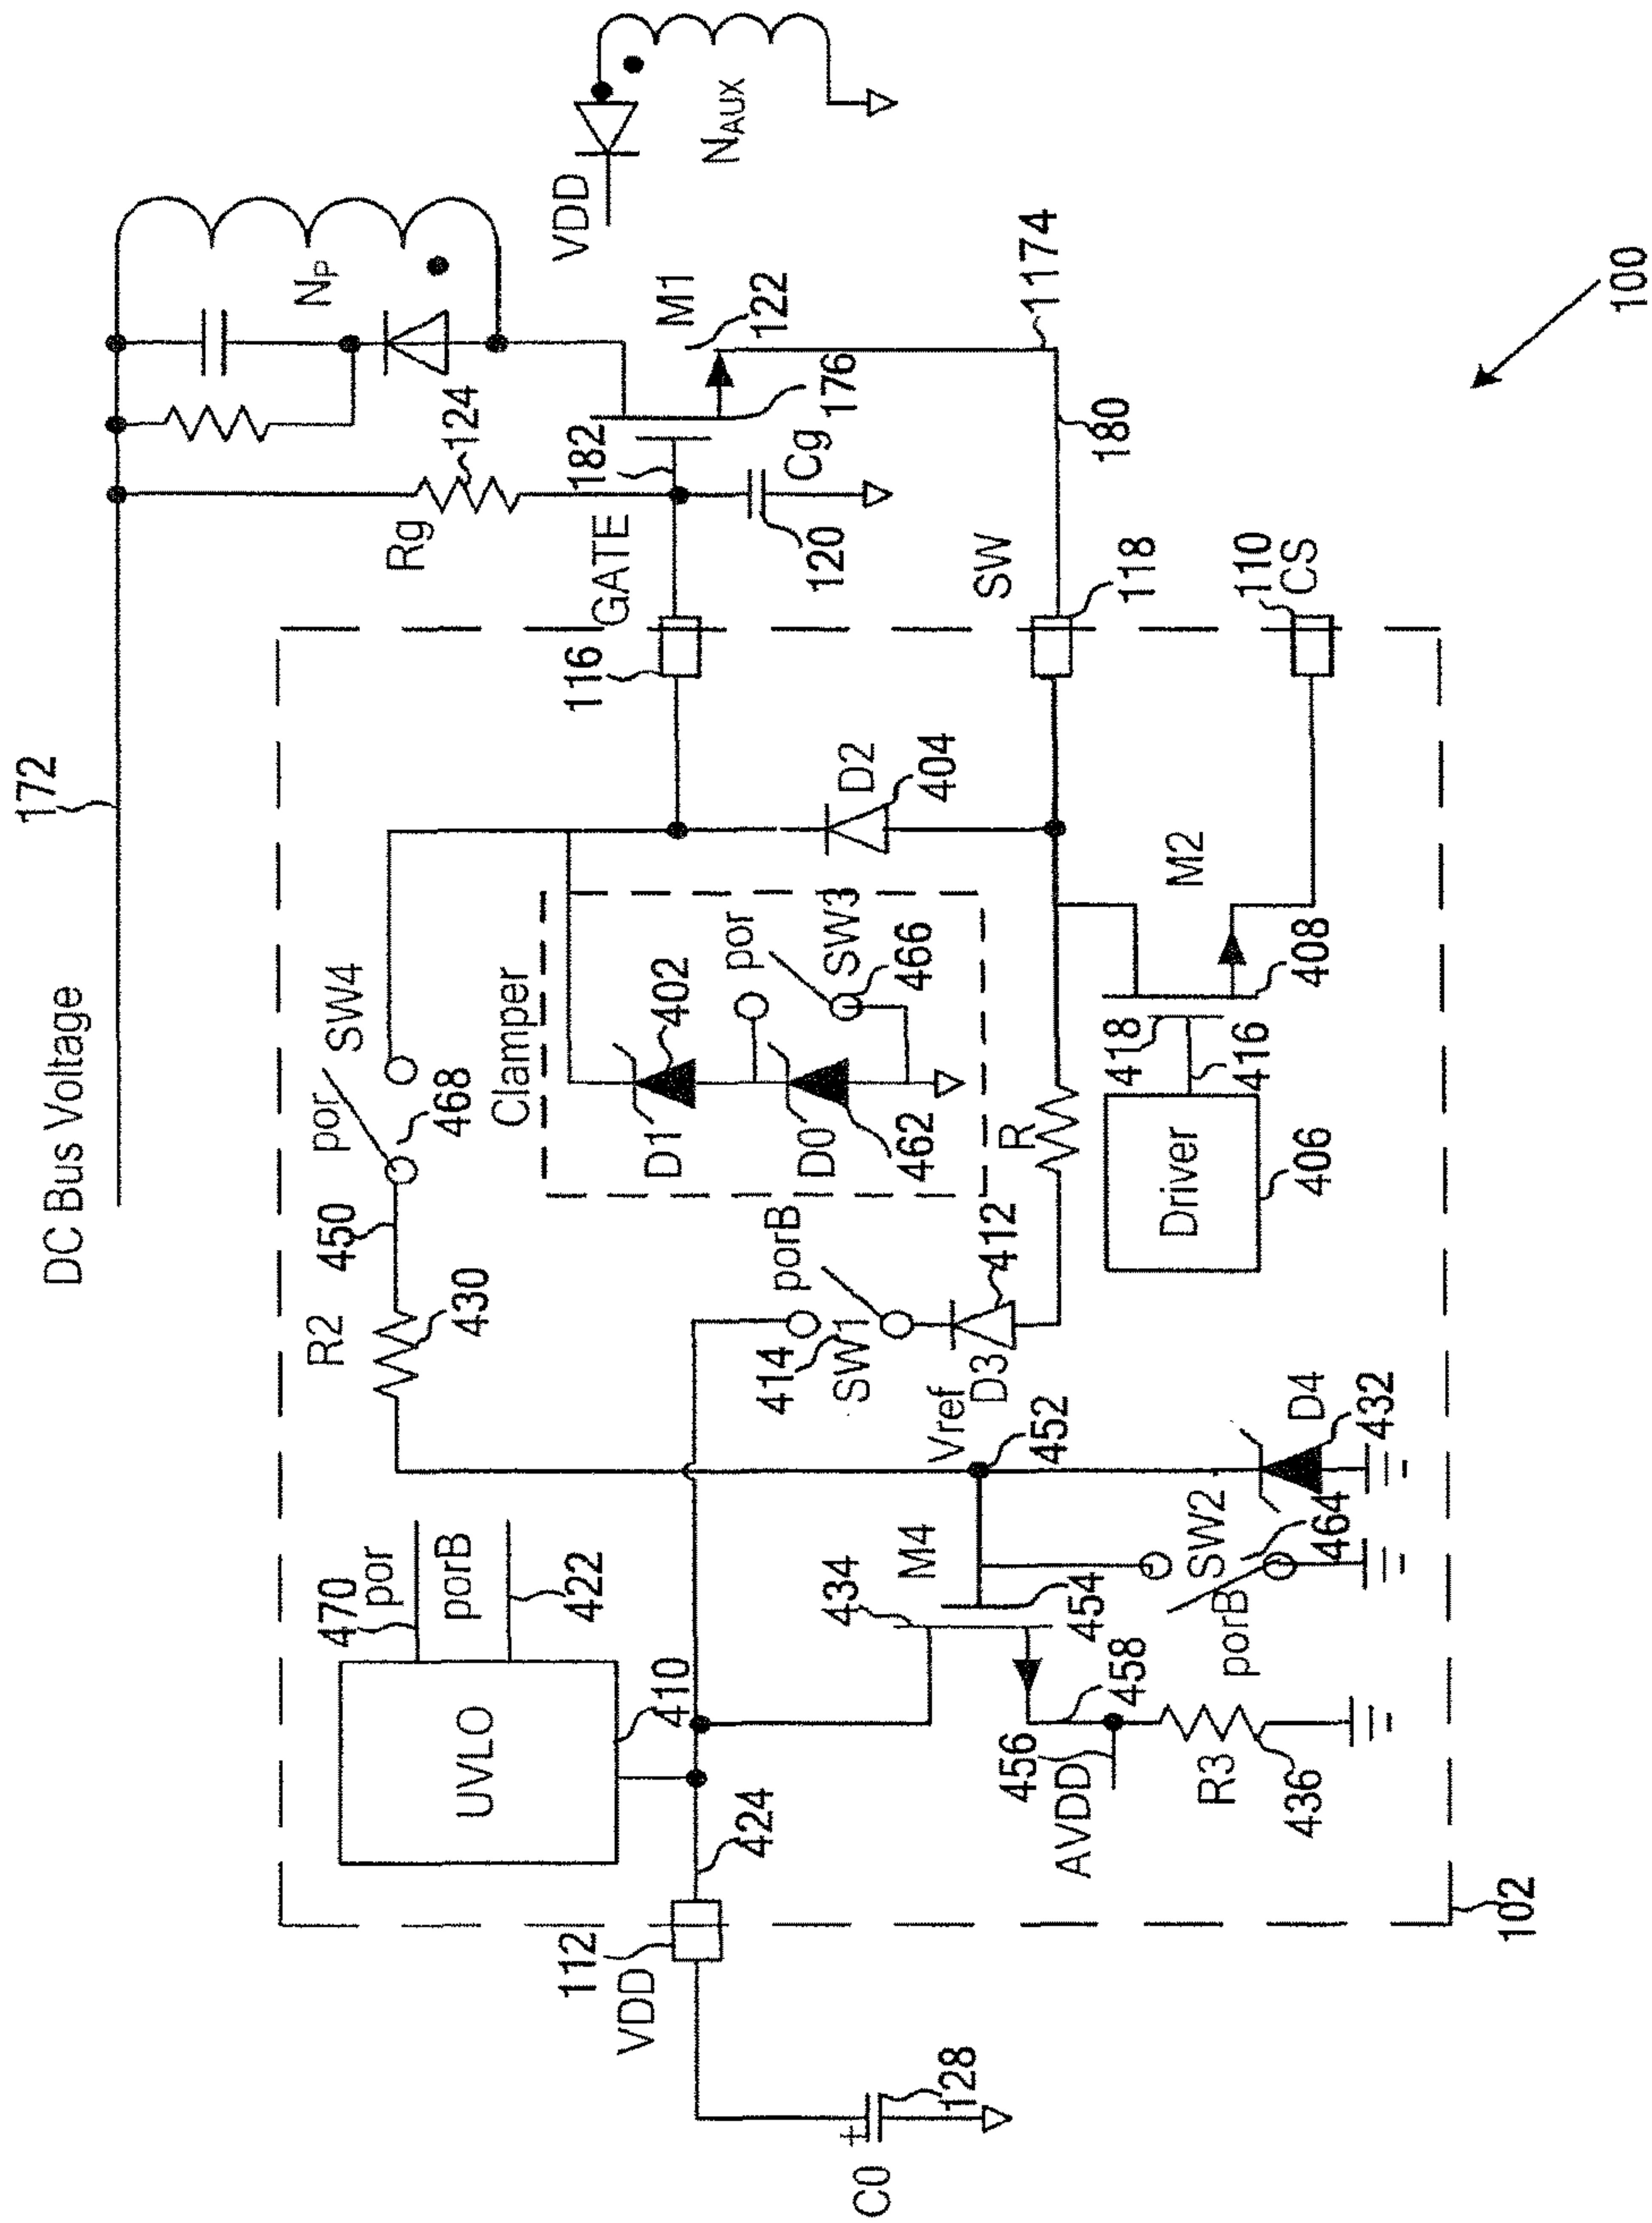 DC Bus Voltage
172
Rg
124
N_P
VDD
N_AUX
M1
122
176
182
GATE
Cg
120
116
SW
118
1174
180
110
CS
100
SW4
por
468
450
R2
430
Clamper
D1
402
D0
462
por
SW3
466
D2
404
M2
408
418
416
Driver
406
R
porB
SW1
414
D3
412
Vref
452
D4
432
SW2
464
porB
M4
434
454
458
456
AVDD
R3
436
UVLO
410
470
por
porB
422
424
112
VDD
102
C0
+
128